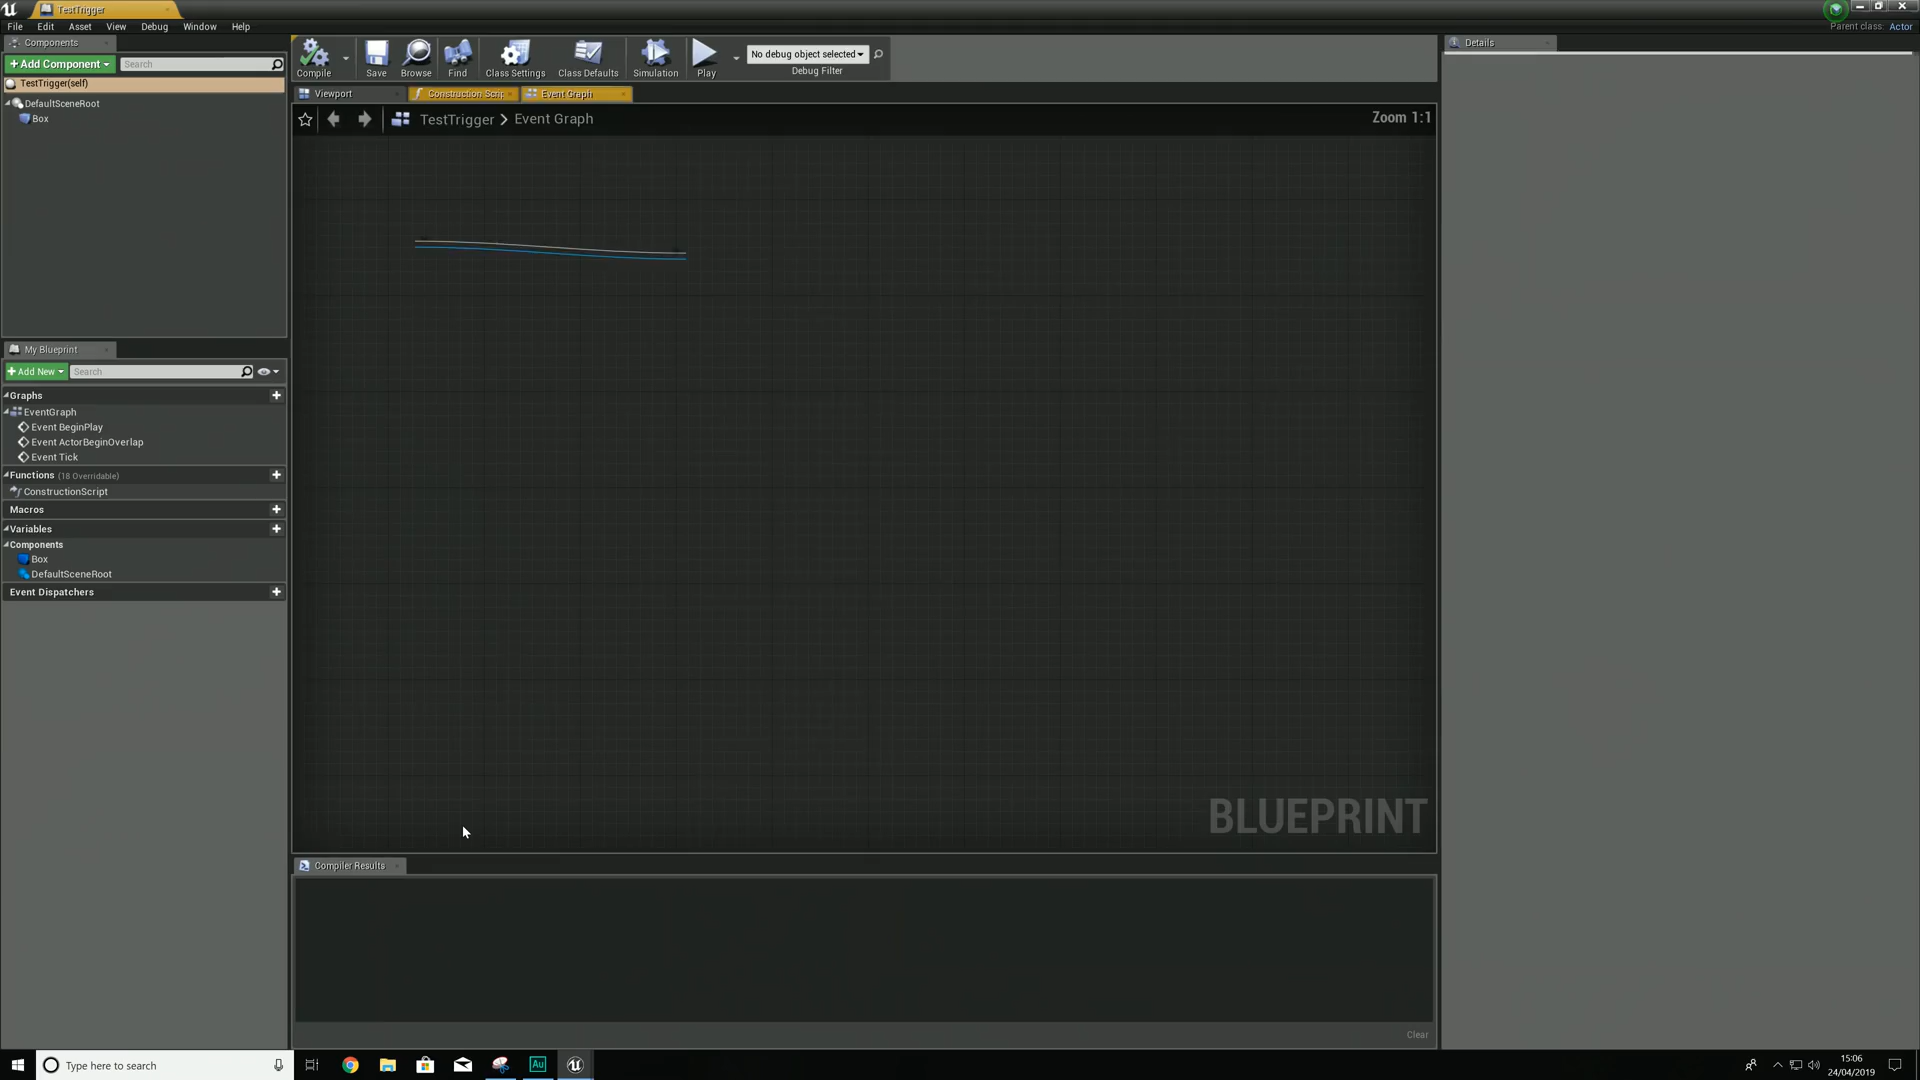 TestTrigger
File Edit Asset View Debug Window Help
Parent class: Actor
Components
+ Add Component
Search
TestTrigger(self)
DefaultSceneRoot
Box
Compile
Save
Browse
Find
Class Settings
Class Defaults
Simulation
Play
No debug object selected
Debug Filter
Details
Viewport
Construction Scrip
Event Graph
TestTrigger > Event Graph
Zoom 1:1
My Blueprint
+ Add New
Search
Graphs
EventGraph
Event BeginPlay
Event ActorBeginOverlap
Event Tick
Functions (18 Overridable)
ConstructionScript
Macros
Variables
Components
Box
DefaultSceneRoot
Event Dispatchers
BLUEPRINT
Compiler Results
Clear
Type here to search
Au
15:06
24/04/2019